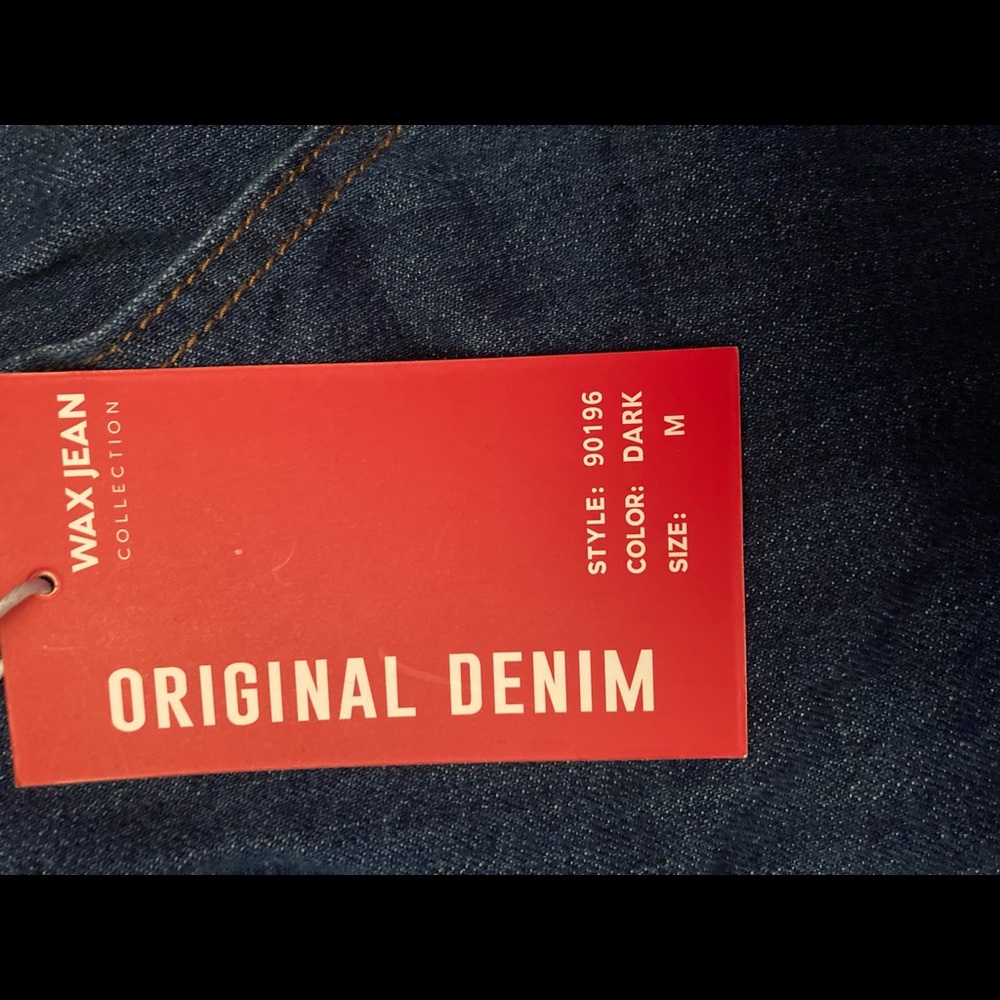 WAX JEAN
COLLECTION
STYLE: 90196
COLOR: DARK
SIZE: M
ORIGINAL DENIM